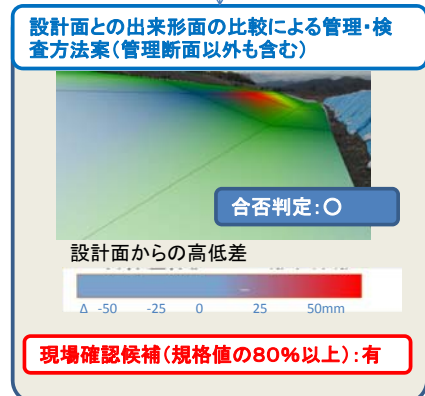 設計面との出来形面の比較による管理・検
査方法案(管理断面以外も含む)
合否判定:〇
設計面からの高低差
Δ -50 -25 0 25 50mm
現場確認候補(規格値の80%以上):有